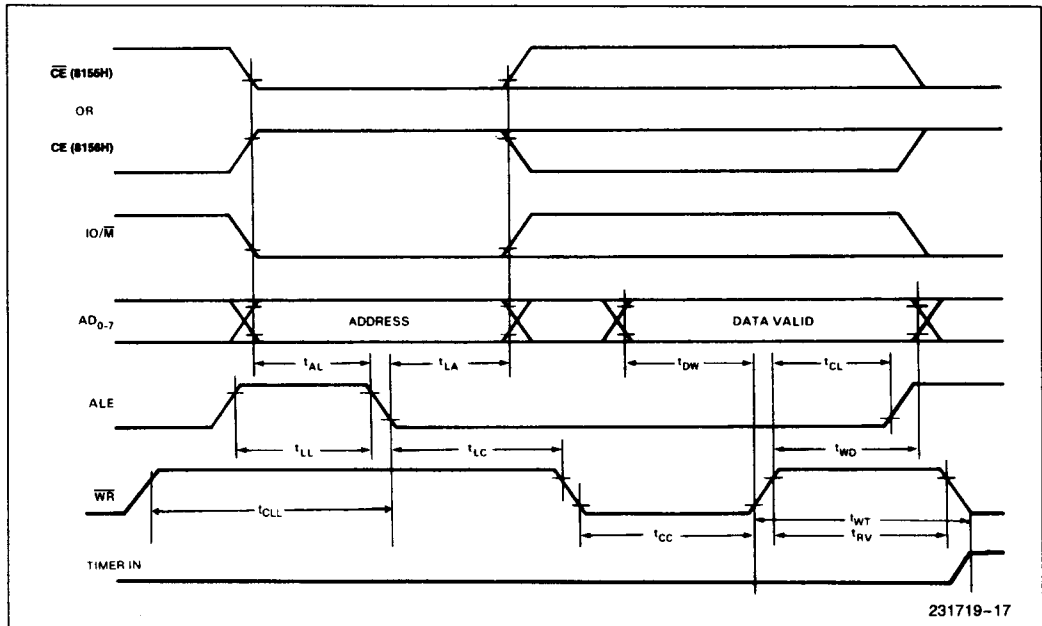 CE (8155H)
OR
CE (8156H)
IO/M
AD0-7
ADDRESS
DATA VALID
tAL
tLA
tDW
tCL
ALE
tLL
tLC
tWD
WR
tCLL
tCC
tWT
tRV
TIMER IN
231719-17